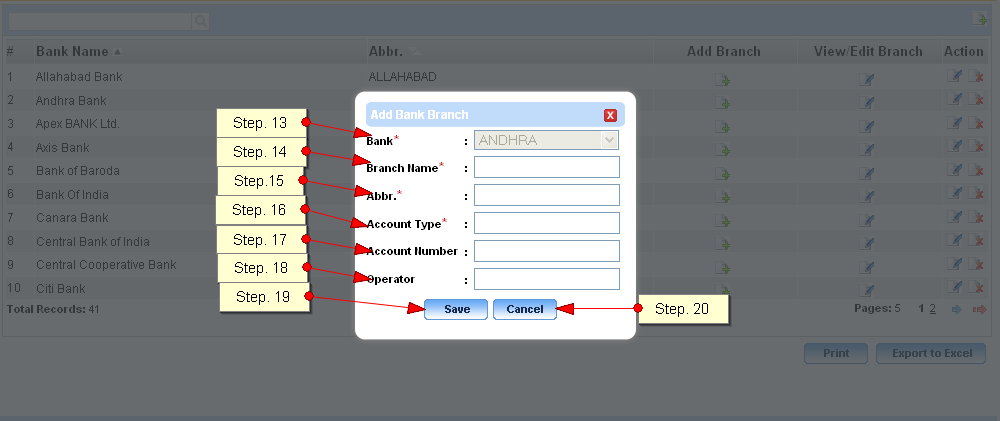 # Bank Name Abbr. Add Branch View/Edit Branch Action
1 Allahabad Bank ALLAHABAD
2 Andhra Bank
3 Apex BANK Ltd.
4 Axis Bank
5 Bank of Baroda
6 Bank Of India
7 Canara Bank
8 Central Bank of India
9 Central Cooperative Bank
10 Citi Bank
Total Records: 41
Pages: 5 1 2
Print Export to Excel
Add Bank Branch X
Step. 13 Bank* : ANDHRA
Step. 14 Branch Name* :
Step.15 Abbr.* :
Step. 16 Account Type* :
Step. 17 Account Number :
Step. 18 Operator :
Step. 19 Save Cancel Step. 20